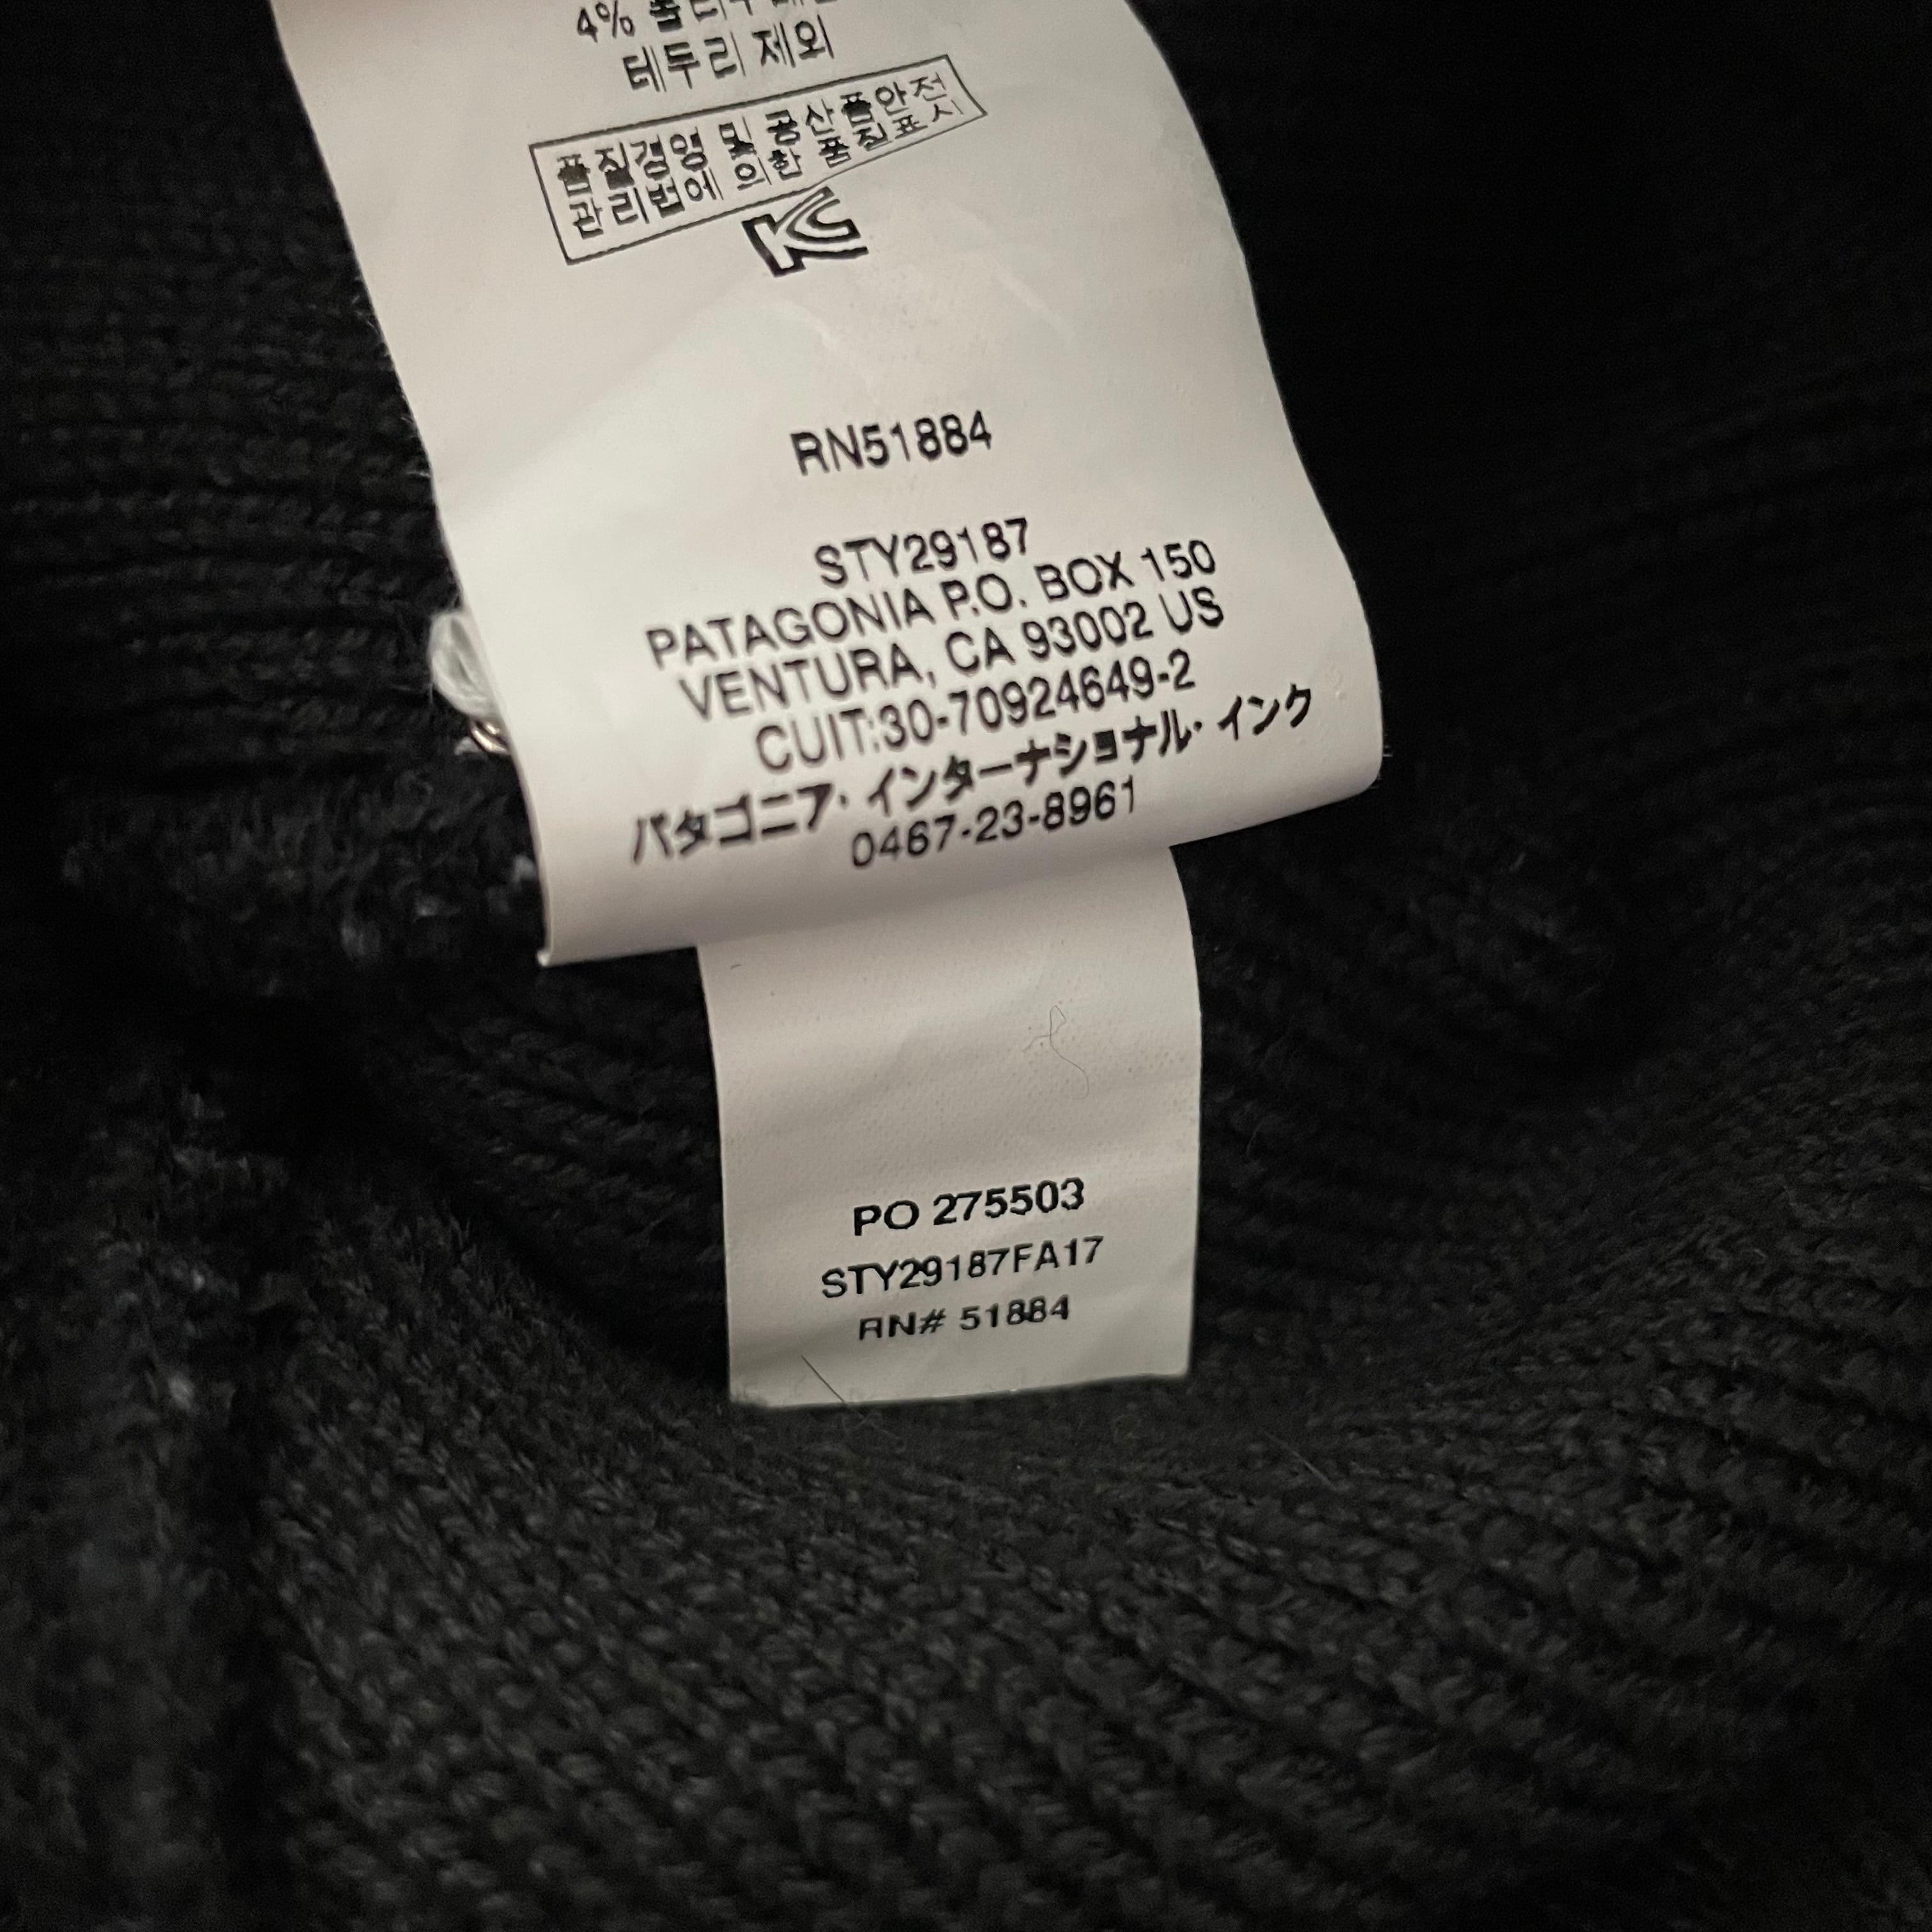 4%
테두리 제외
품질경영 및 공산품안전
관리법에 의한 품질표시
RN51884
STY29187
PATAGONIA P.O. BOX 150
VENTURA, CA 93002 US
CUIT:30-70924649-2
パタゴニア・インターナショナル・インク
0467-23-8961
PO 275503
STY29187FA17
RN# 51884